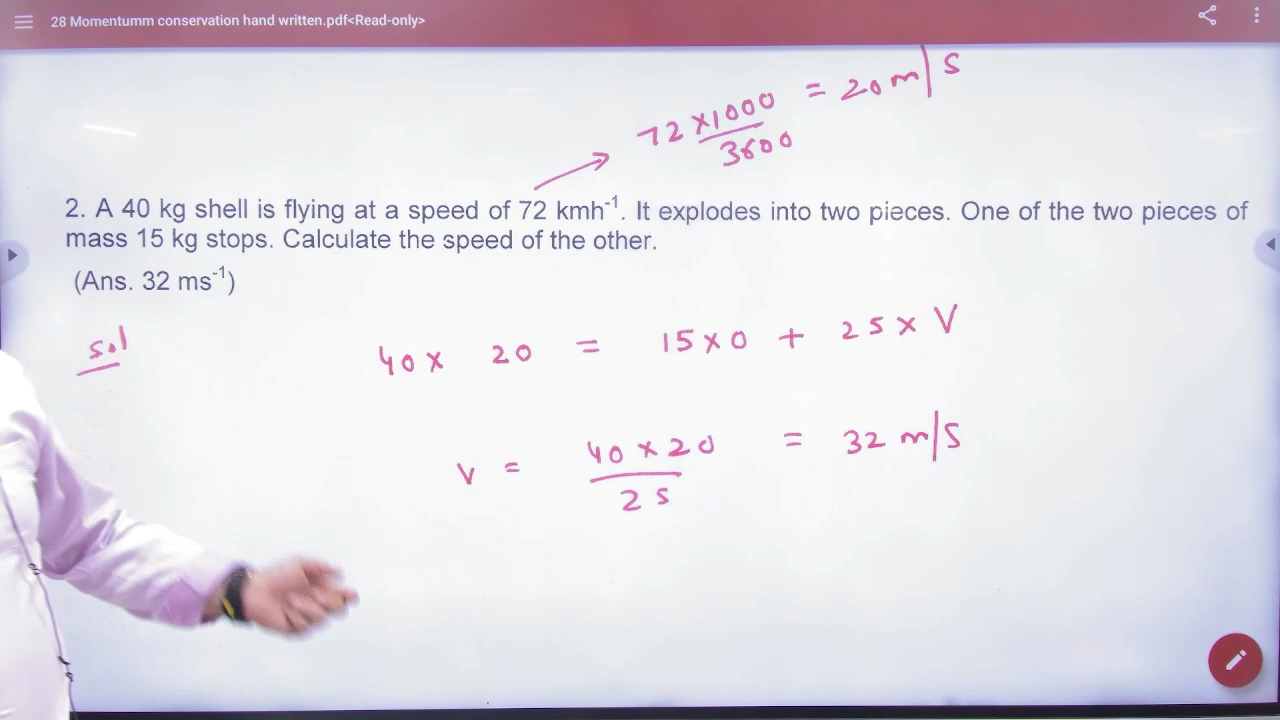 28 Momentumm conservation hand written.pdf<Read-only>
72 × 1000 / 3600 = 20 m/s
2. A 40 kg shell is flying at a speed of 72 kmh⁻¹. It explodes into two pieces. One of the two pieces of
mass 15 kg stops. Calculate the speed of the other.
(Ans. 32 ms⁻¹)
Sol
40 × 20 = 15 × 0 + 25 × V
V = 40 × 20 / 25 = 32 m/s